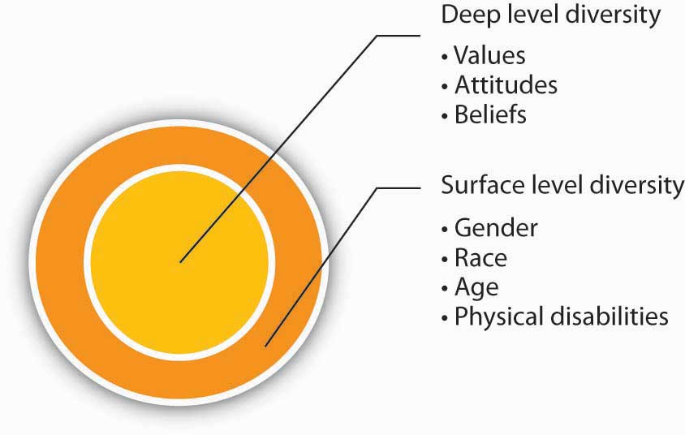 Deep level diversity
• Values
• Attitudes
• Beliefs
Surface level diversity
• Gender
• Race
• Age
• Physical disabilities